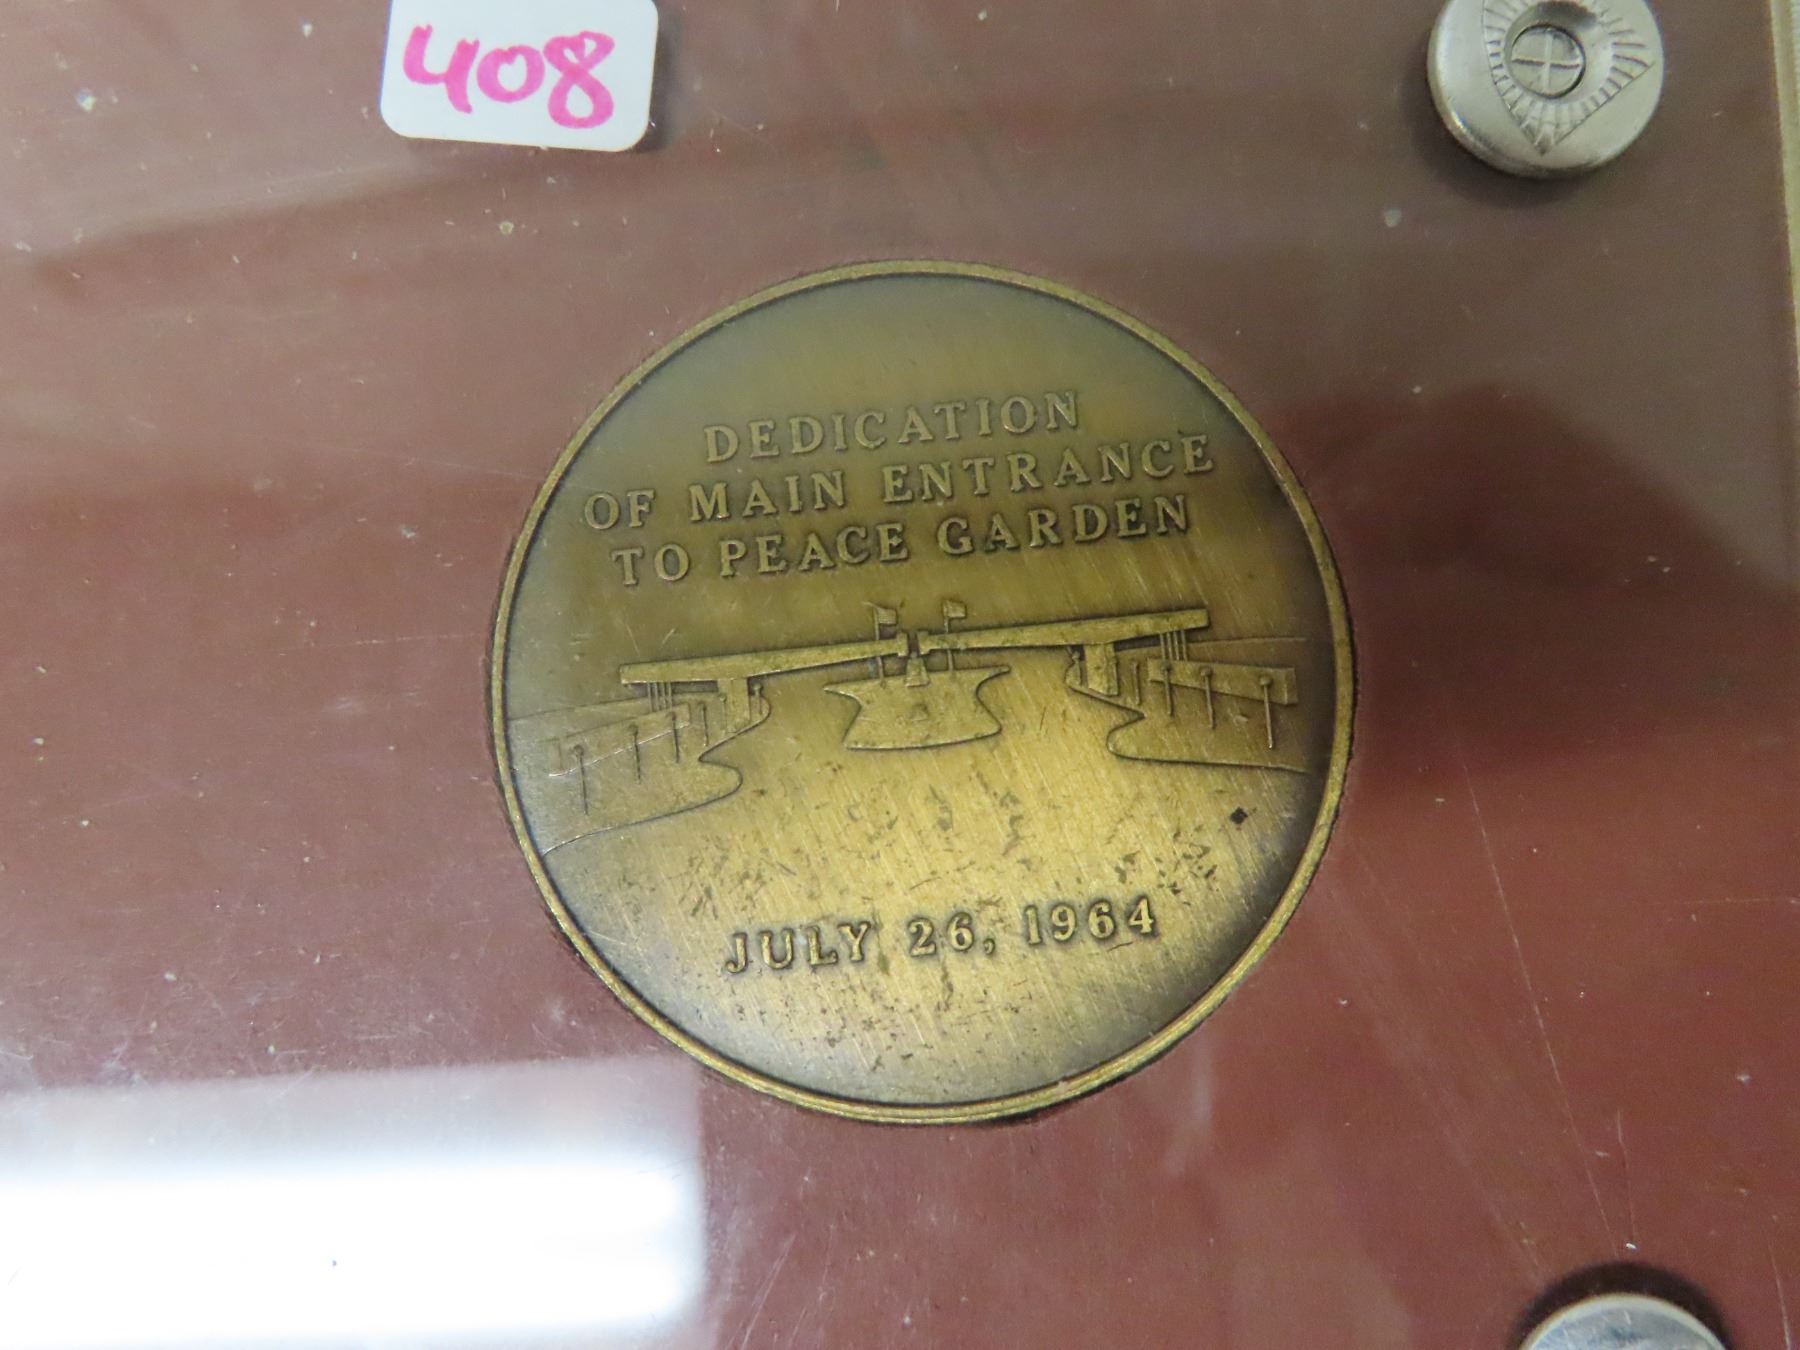 408
DEDICATION
OF MAIN ENTRANCE
TO PEACE GARDEN
JULY 26, 1964